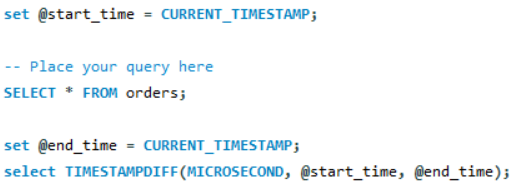 set @start_time = CURRENT_TIMESTAMP;
-- Place your query here
SELECT * FROM orders;
set @end_time = CURRENT_TIMESTAMP;
select TIMESTAMPDIFF(MICROSECOND, @start_time, @end_time);